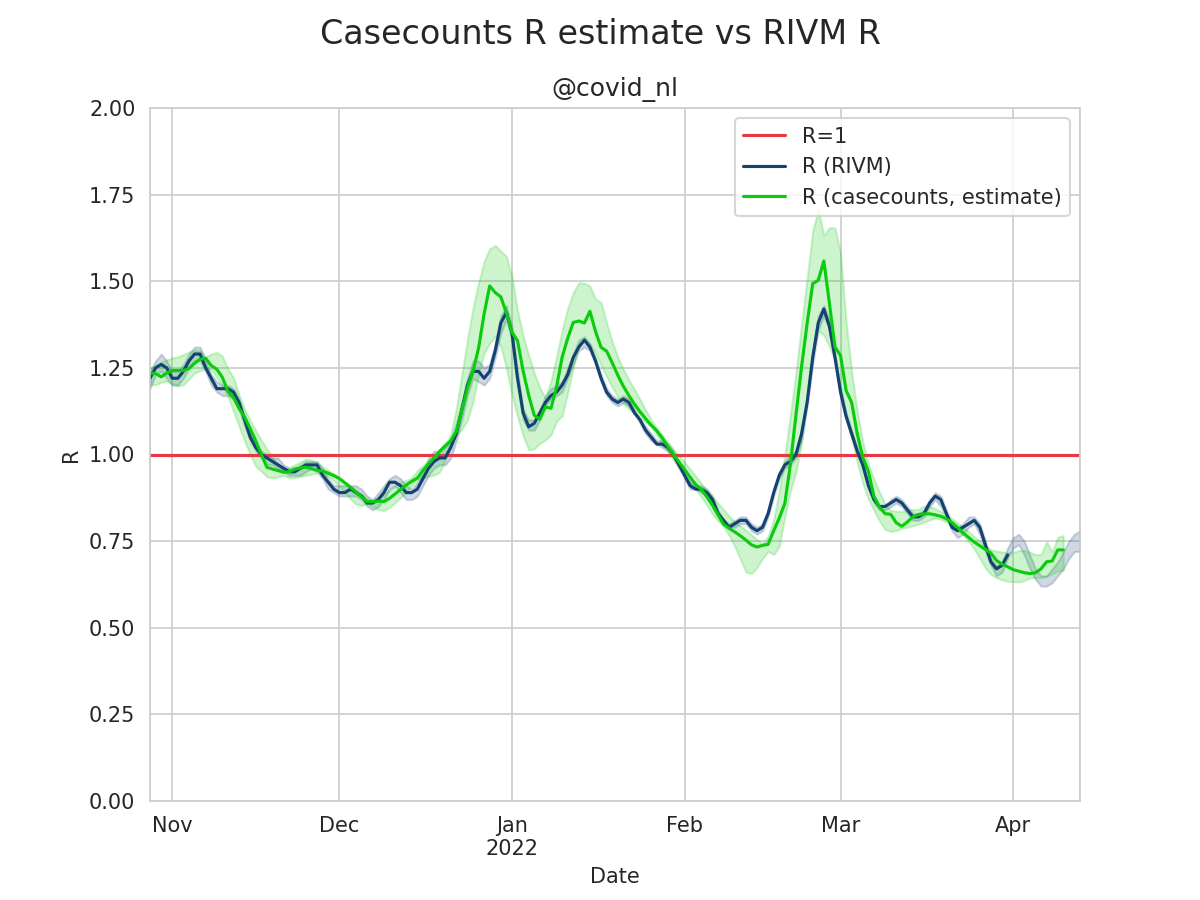 Casecounts R estimate vs RIVM R
@covid_nl
2.00
1.75
1.50
1.25
1.00
0.75
0.50
0.25
0.00
R
R=1
R (RIVM)
R (casecounts, estimate)
Nov Dec Jan Feb Mar Apr
2022
Date